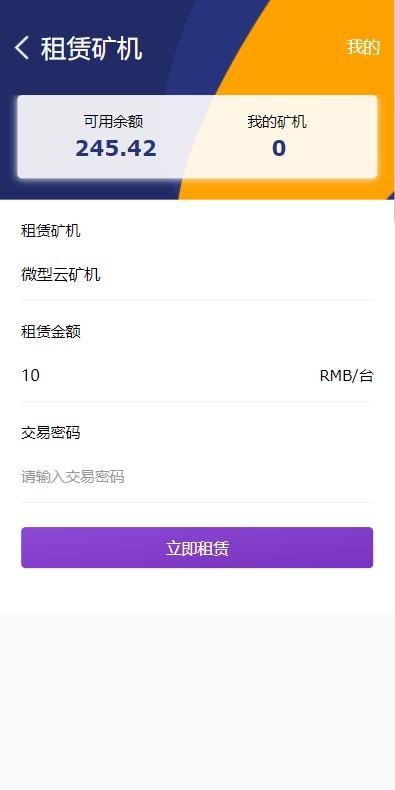 租赁矿机
我的
可用余额
我的矿机
245.42
0
租赁矿机
微型云矿机
租赁金额
10
RMB/台
交易密码
请输入交易密码
立即租赁